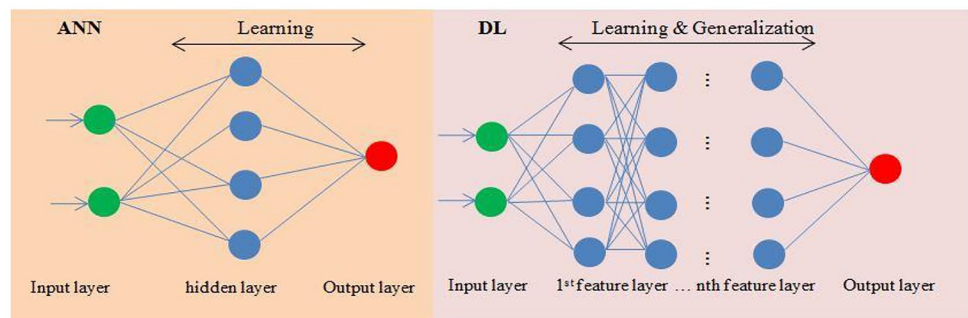 ANN
Learning
Input layer
hidden layer
Output layer
DL
Learning & Generalization
Input layer
1st feature layer ... nth feature layer
Output layer